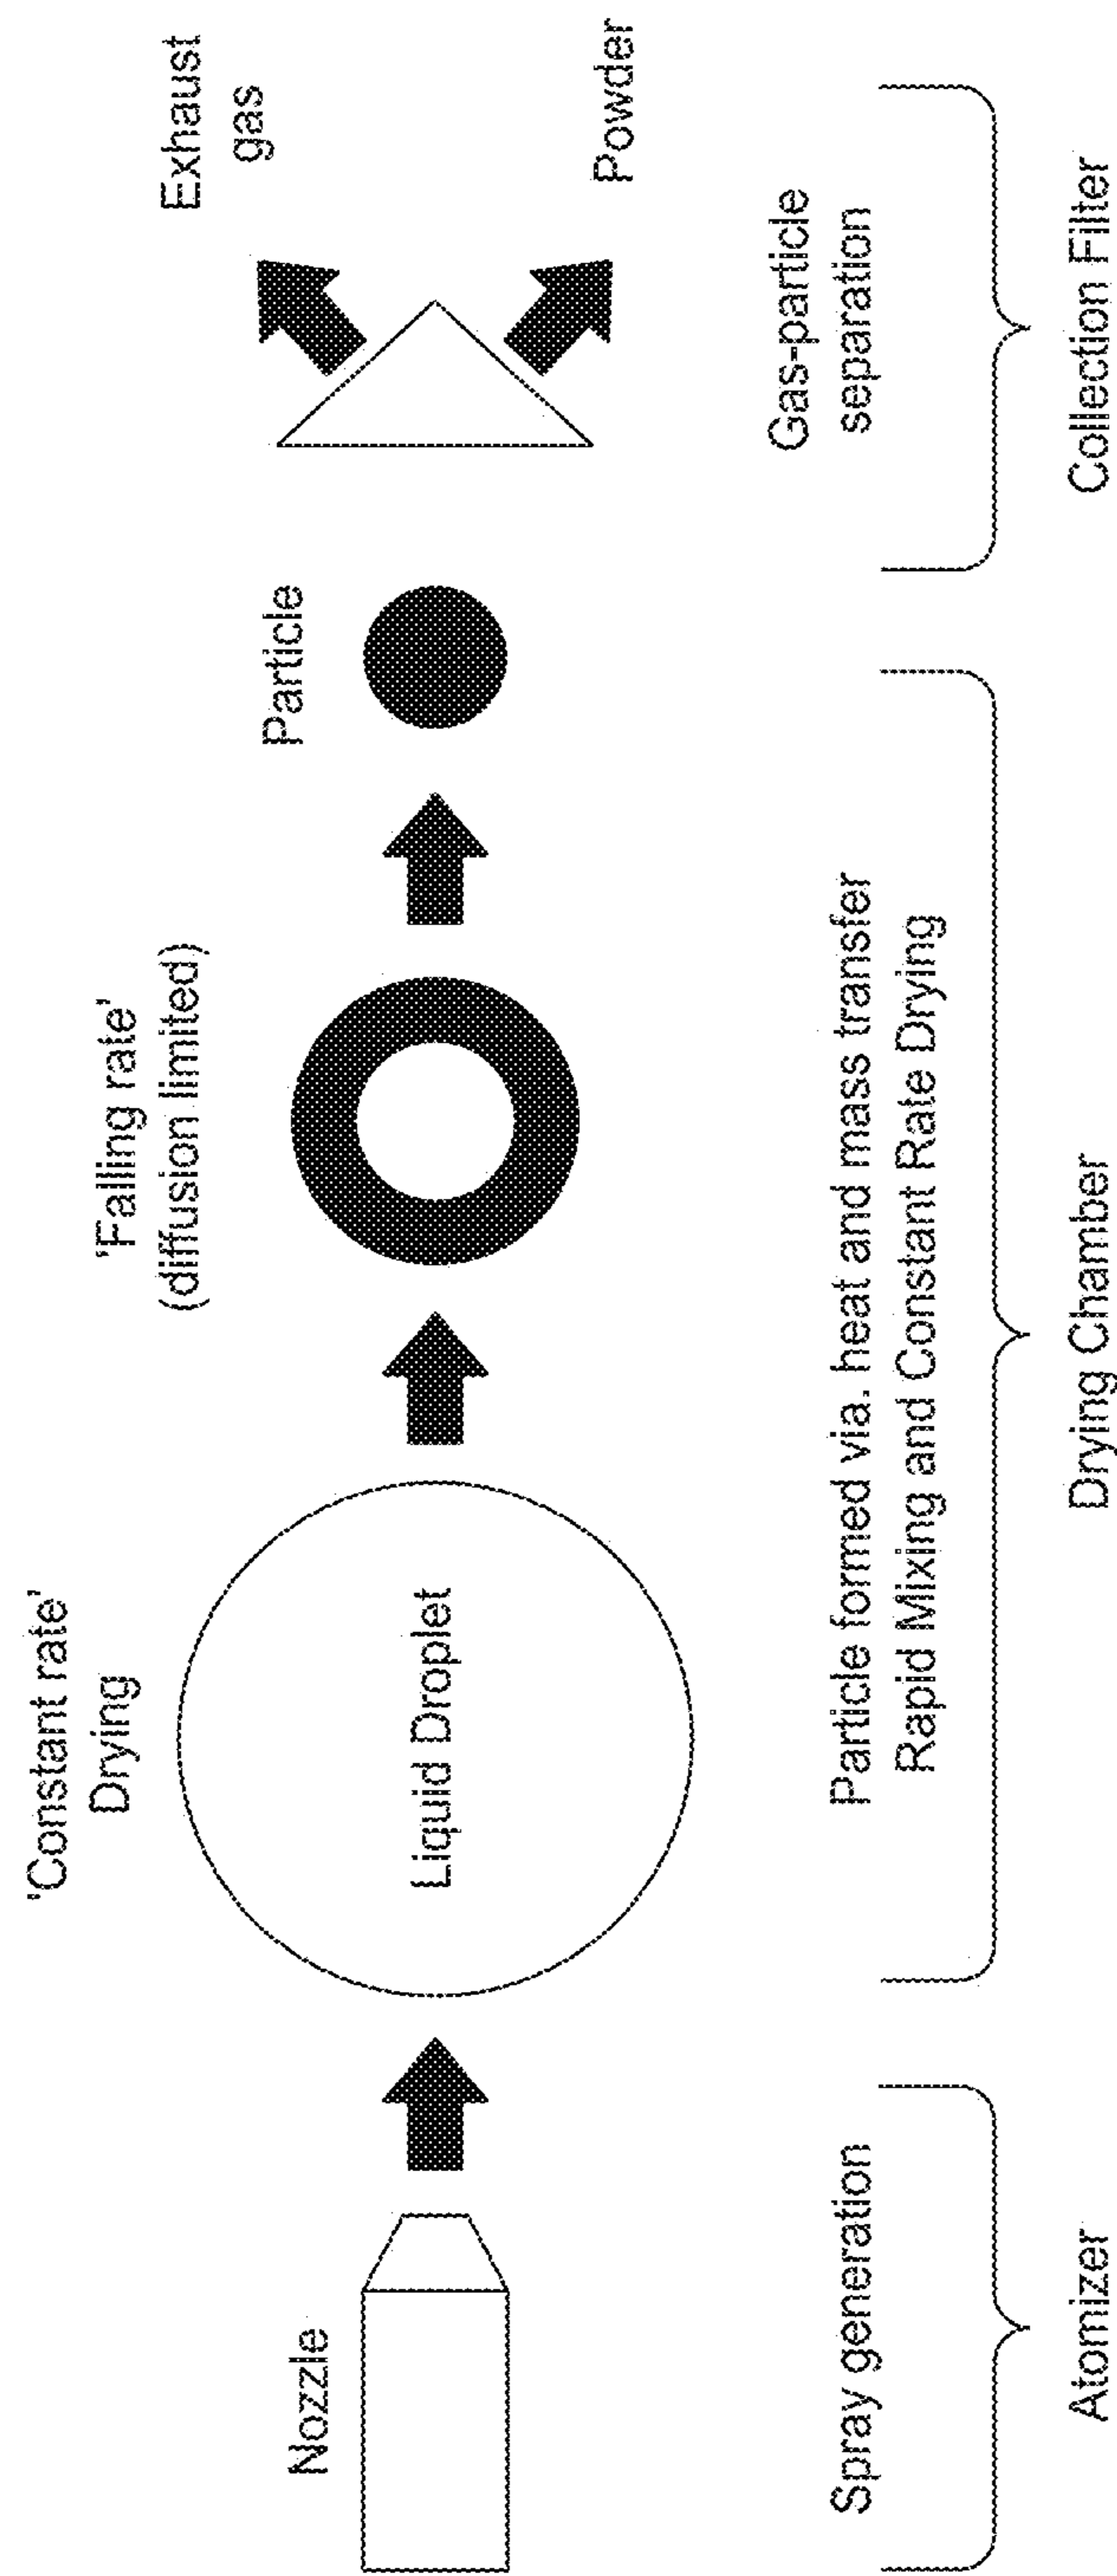 Nozzle
'Constant rate'
Drying
Liquid Droplet
'Falling rate'
(diffusion limited)
Particle
Exhaust
gas
Powder
Spray generation
Particle formed via. heat and mass transfer
Rapid Mixing and Constant Rate Drying
Gas-particle
separation
Atomizer
Drying Chamber
Collection Filter